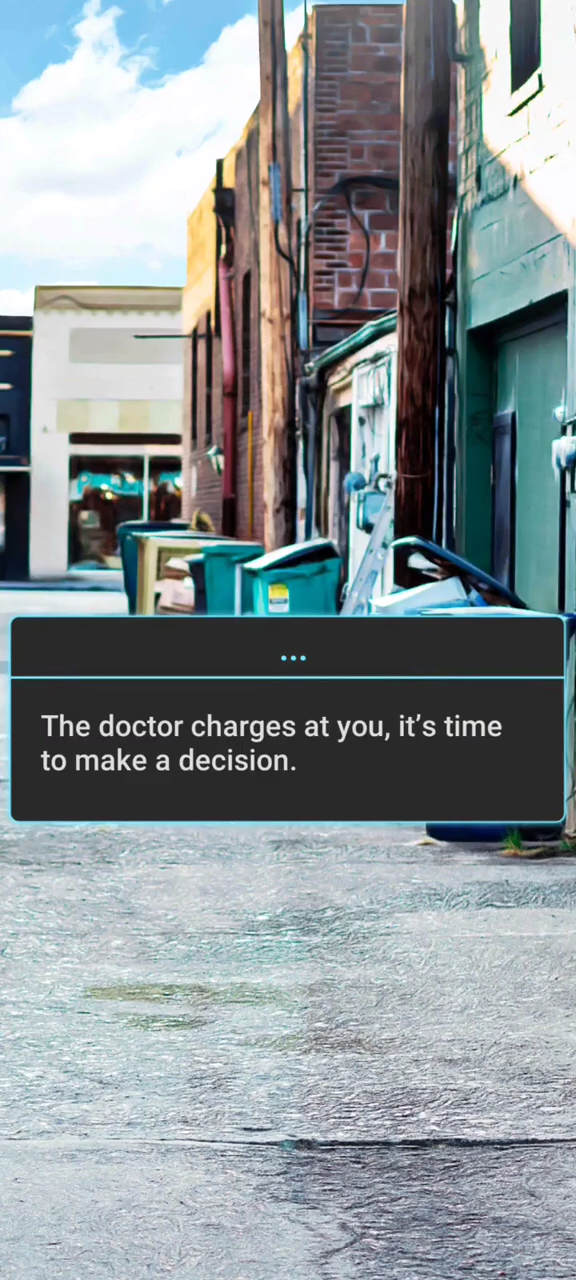 ...
The doctor charges at you, it’s time
to make a decision.